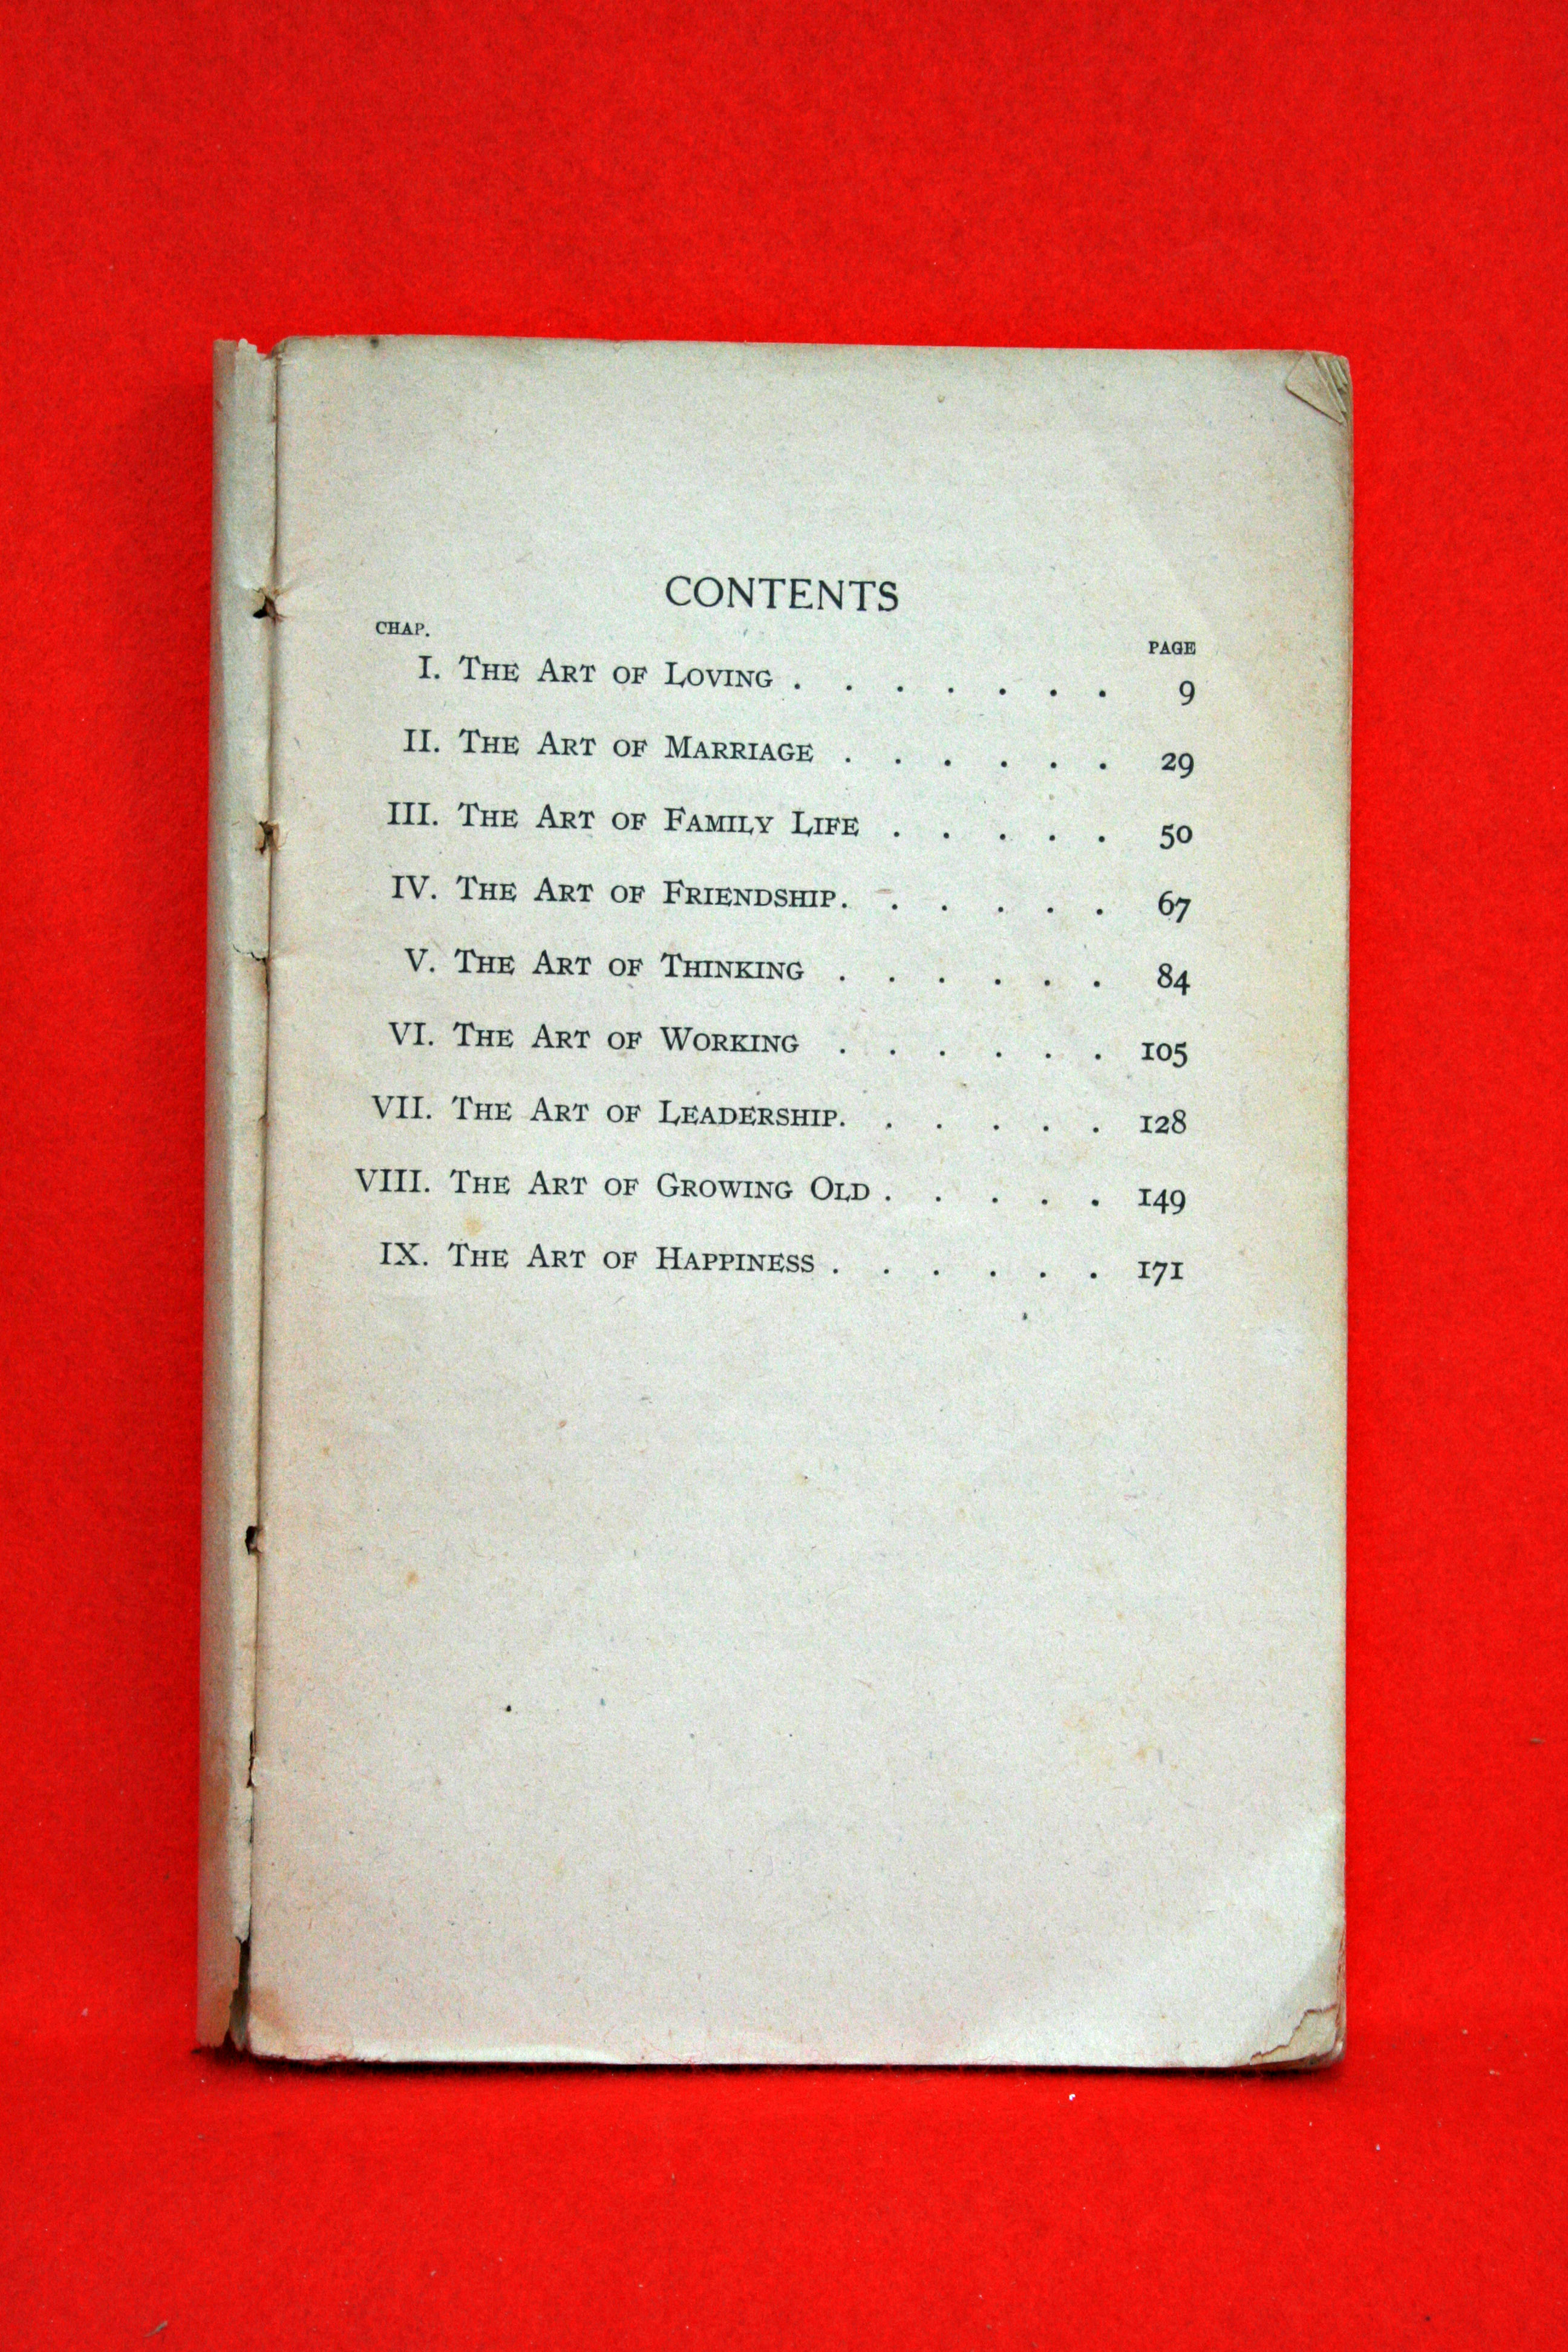 CONTENTS
CHAP. PAGE
I. The Art of Loving . . . . . . . 9
II. The Art of Marriage . . . . . . 29
III. The Art of Family Life . . . . . 50
IV. The Art of Friendship . . . . . . 67
V. The Art of Thinking . . . . . . 84
VI. The Art of Working . . . . . . 105
VII. The Art of Leadership . . . . . . 128
VIII. The Art of Growing Old . . . . . 149
IX. The Art of Happiness . . . . . . 171